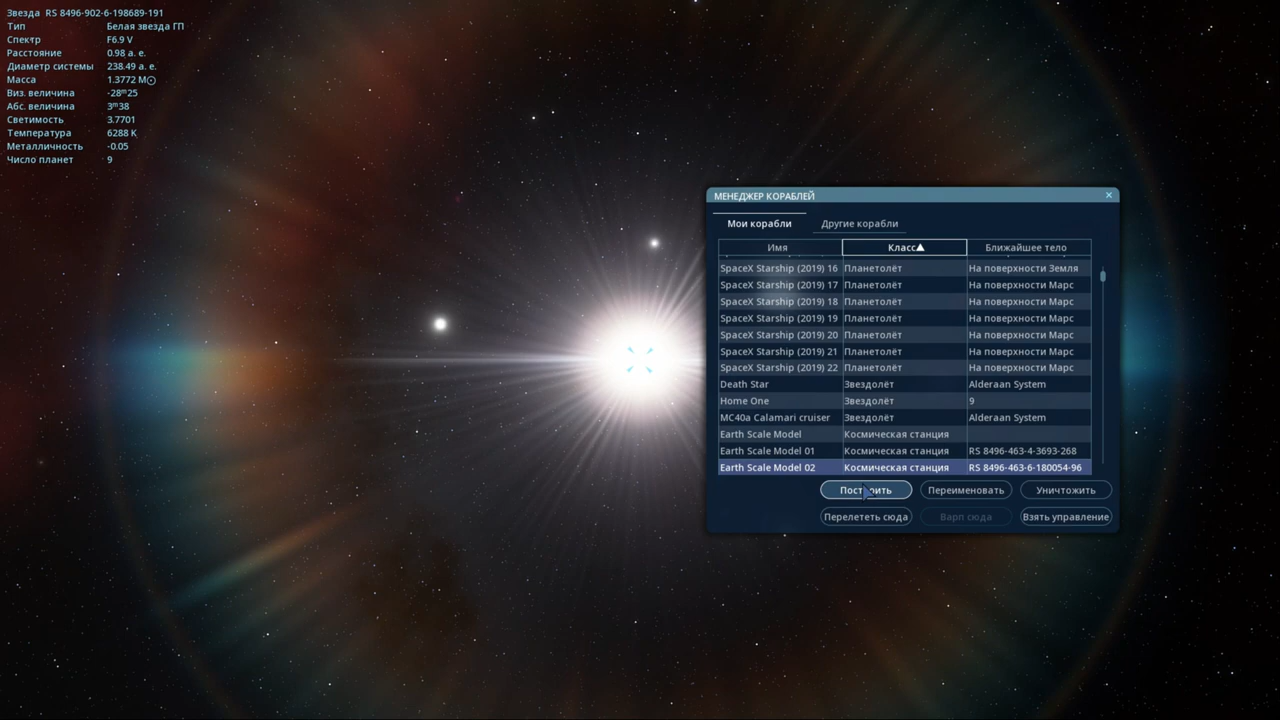 Звезда RS 8496-902-6-198689-191
Тип Белая звезда ГП
Спектр F6.9 V
Расстояние 0.98 а. е.
Диаметр системы 238.49 а. е.
Масса 1.3772 M☉
Виз. величина -28ᵐ25
Абс. величина 3ᵐ38
Светимость 3.7701
Температура 6288 K
Металличность -0.05
Число планет 9
МЕНЕДЖЕР КОРАБЛЕЙ ×
Мои корабли Другие корабли
Имя Класс▲ Ближайшее тело
SpaceX Starship (2019) 16 Планетолёт На поверхности Земля
SpaceX Starship (2019) 17 Планетолёт На поверхности Марс
SpaceX Starship (2019) 18 Планетолёт На поверхности Марс
SpaceX Starship (2019) 19 Планетолёт На поверхности Марс
SpaceX Starship (2019) 20 Планетолёт На поверхности Марс
SpaceX Starship (2019) 21 Планетолёт На поверхности Марс
SpaceX Starship (2019) 22 Планетолёт На поверхности Марс
Death Star Звездолёт Alderaan System
Home One Звездолёт 9
MC40a Calamari cruiser Звездолёт Alderaan System
Earth Scale Model Космическая станция
Earth Scale Model 01 Космическая станция RS 8496-463-4-3693-268
Earth Scale Model 02 Космическая станция RS 8496-463-6-180054-96
Построить Переименовать Уничтожить
Перелететь сюда Варп сюда Взять управление